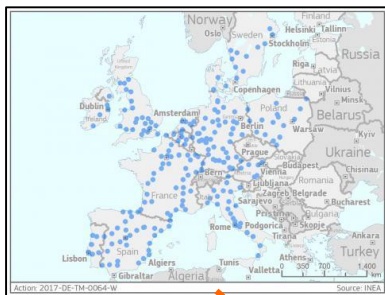 Norway
Oslo
Sweden
Stockholm
Finland
Helsinki
Tallinn
Estonia
Russia
Riga
Latvia
Lithuania
Vilnius
Minsk
Belarus
Copenhagen
Dublin
Ireland
Amsterdam
Berlin
Poland
Warsaw
Kyiv
Ukraine
Prague
Vienna
Budapest
Chisinau
Bern
France
Ljubljana
Romania
Zagreb
Belgrade
Bucharest
Sarajevo
Pristina
Bulgaria
Skopje
Rome
Podgorica
Tirana
Ankara
Turkey
Lisbon
Spain
Algiers
Tunis
Athens
Gibraltar
Algeria
Valletta
350 700 1,400
Action: 2017-DE-TM-0064-W
Source: INEA